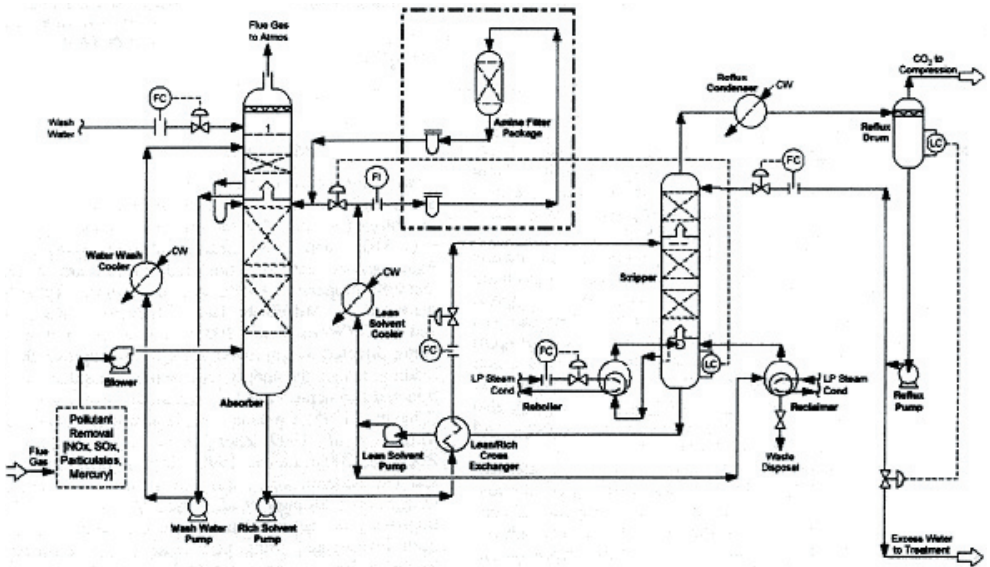 Flue Gas
to Atmos
FC
Wash
Water
1
Water Wash
Cooler
CW
Blower
Absorber
Flue
Gas
Pollutant
Removal
[NOx, SOx,
Particulates,
Mercury]
Wash Water
Pump
Rich Solvent
Pump
Amine Filter
Package
FI
CW
Lean
Solvent
Cooler
FC
Lean Solvent
Pump
Lean/Rich
Cross
Exchanger
Reflux
Condenser
CW
CO2 to
Compression
Reflux
Drum
LC
FC
Stripper
FC
LP Steam
Cond
Reboiler
LC
LP Steam
Cond
Reclaimer
Waste
Disposal
Reflux
Pump
Excess Water
to Treatment